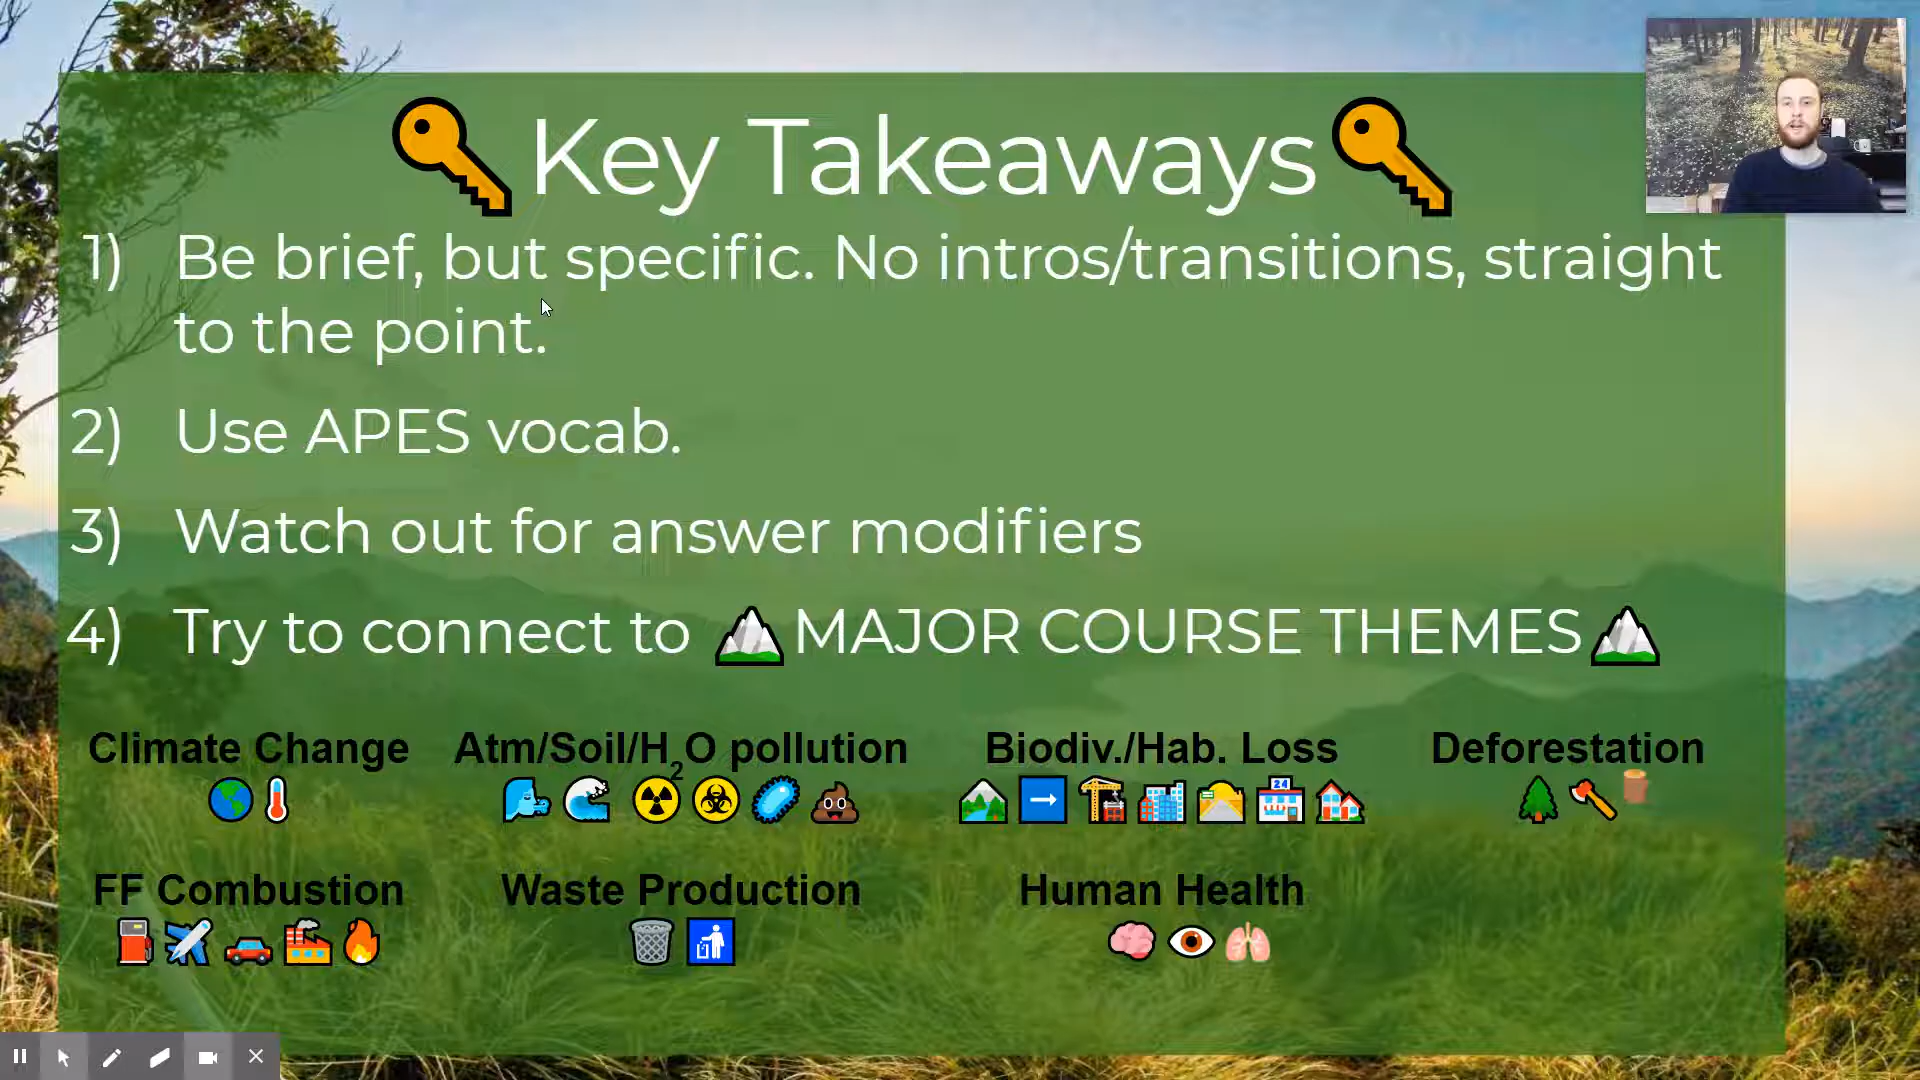 Key Takeaways
1) Be brief, but specific. No intros/transitions, straight
to the point.
2) Use APES vocab.
3) Watch out for answer modifiers
4) Try to connect to MAJOR COURSE THEMES
Climate Change Atm/Soil/H₂O pollution Biodiv./Hab. Loss Deforestation
24
FF Combustion Waste Production Human Health